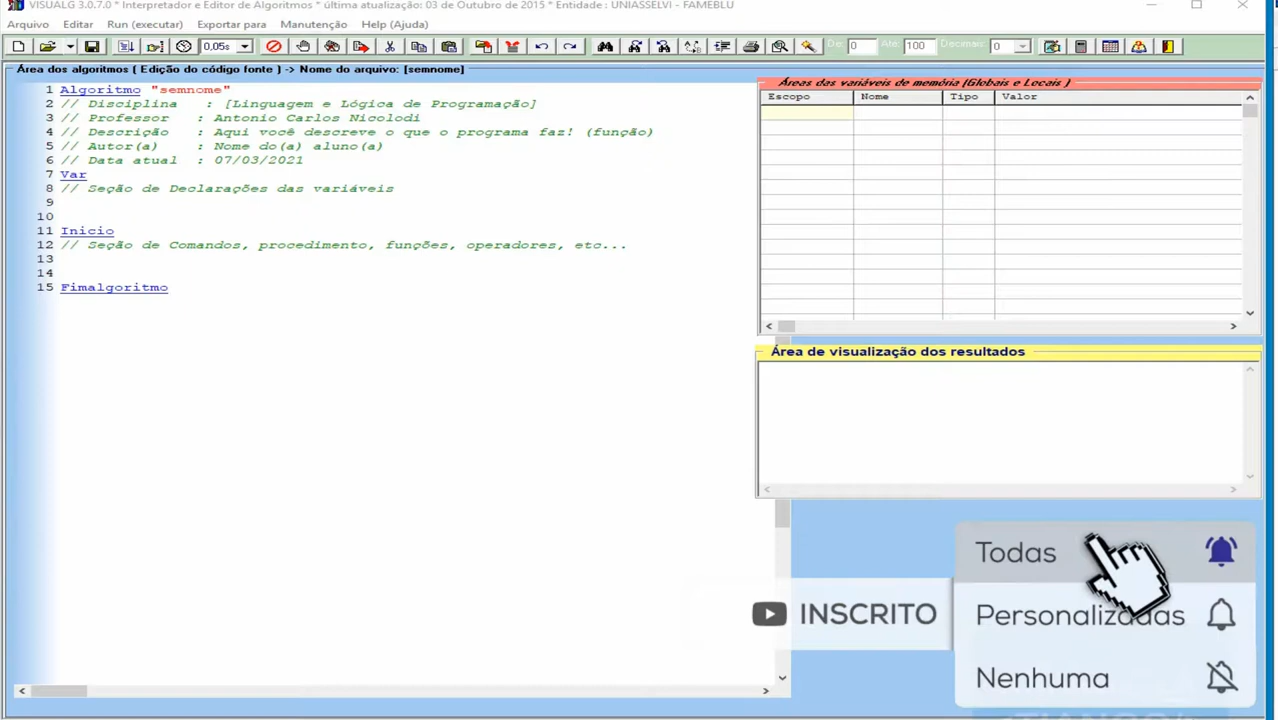 VISUALG 3.0.7.0 * Interpretador e Editor de Algoritmos * última atualização: 03 de Outubro de 2015 * Entidade : UNIASSELVI - FAMEBLU
Arquivo Editar Run (executar) Exportar para Manutenção Help (Ajuda)
0,05s De: 0 Até: 100 Decimais: 0
Área dos algoritmos ( Edição do código fonte ) -> Nome do arquivo: [semnome]
Áreas das variáveis de memória (Globais e Locais )
Escopo Nome Tipo Valor
1 Algoritmo "semnome"
2 // Disciplina : [Linguagem e Lógica de Programação]
3 // Professor : Antonio Carlos Nicolodi
4 // Descrição : Aqui você descreve o que o programa faz! (função)
5 // Autor(a) : Nome do(a) aluno(a)
6 // Data atual : 07/03/2021
7 Var
8 // Seção de Declarações das variáveis
9
10
11 Inicio
12 // Seção de Comandos, procedimento, funções, operadores, etc...
13
14
15 Fimalgoritmo
Área de visualização dos resultados
INSCRITO
Todas
Personalizadas
Nenhuma